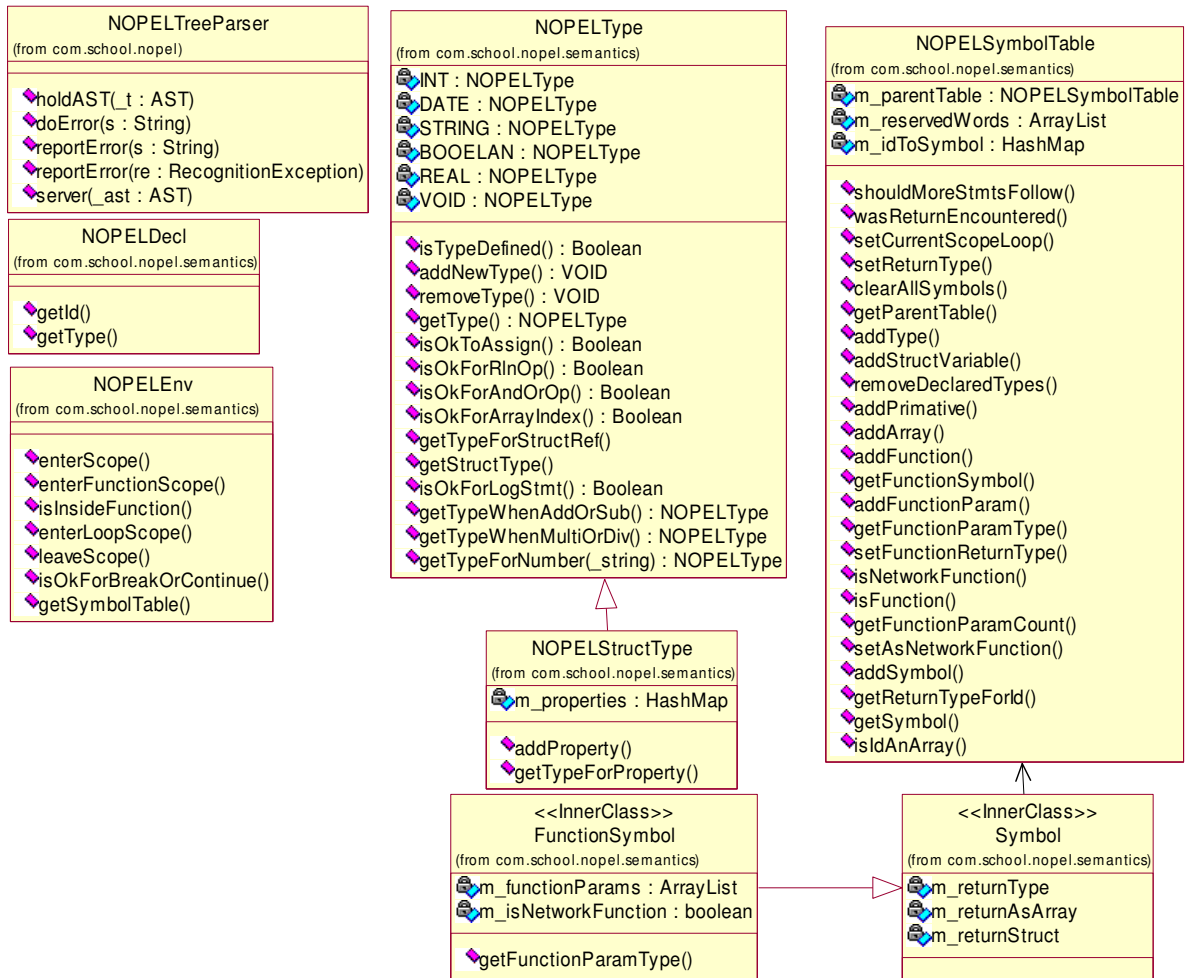 NOPELTreeParser
(from com.school.nopel)
holdAST(_t : AST)
doError(s : String)
reportError(s : String)
reportError(re : RecognitionException)
server(_ast : AST)
NOPELDecl
(from com.school.nopel.semantics)
getId()
getType()
NOPELEnv
(from com.school.nopel.semantics)
enterScope()
enterFunctionScope()
isInsideFunction()
enterLoopScope()
leaveScope()
isOkForBreakOrContinue()
getSymbolTable()
NOPELType
(from com.school.nopel.semantics)
INT : NOPELType
DATE : NOPELType
STRING : NOPELType
BOOELAN : NOPELType
REAL : NOPELType
VOID : NOPELType
isTypeDefined() : Boolean
addNewType() : VOID
removeType() : VOID
getType() : NOPELType
isOkToAssign() : Boolean
isOkForRlnOp() : Boolean
isOkForAndOrOp() : Boolean
isOkForArrayIndex() : Boolean
getTypeForStructRef()
getStructType()
isOkForLogStmt() : Boolean
getTypeWhenAddOrSub() : NOPELType
getTypeWhenMultiOrDiv() : NOPELType
getTypeForNumber(_string) : NOPELType
NOPELStructType
(from com.school.nopel.semantics)
m_properties : HashMap
addProperty()
getTypeForProperty()
<<InnerClass>>
FunctionSymbol
(from com.school.nopel.semantics)
m_functionParams : ArrayList
m_isNetworkFunction : boolean
getFunctionParamType()
NOPELSymbolTable
(from com.school.nopel.semantics)
m_parentTable : NOPELSymbolTable
m_reservedWords : ArrayList
m_idToSymbol : HashMap
shouldMoreStmtsFollow()
wasReturnEncountered()
setCurrentScopeLoop()
setReturnType()
clearAllSymbols()
getParentTable()
addType()
addStructVariable()
removeDeclaredTypes()
addPrimative()
addArray()
addFunction()
getFunctionSymbol()
addFunctionParam()
getFunctionParamType()
setFunctionReturnType()
isNetworkFunction()
isFunction()
getFunctionParamCount()
setAsNetworkFunction()
addSymbol()
getReturnTypeForId()
getSymbol()
isIdAnArray()
<<InnerClass>>
Symbol
(from com.school.nopel.semantics)
m_returnType
m_returnAsArray
m_returnStruct